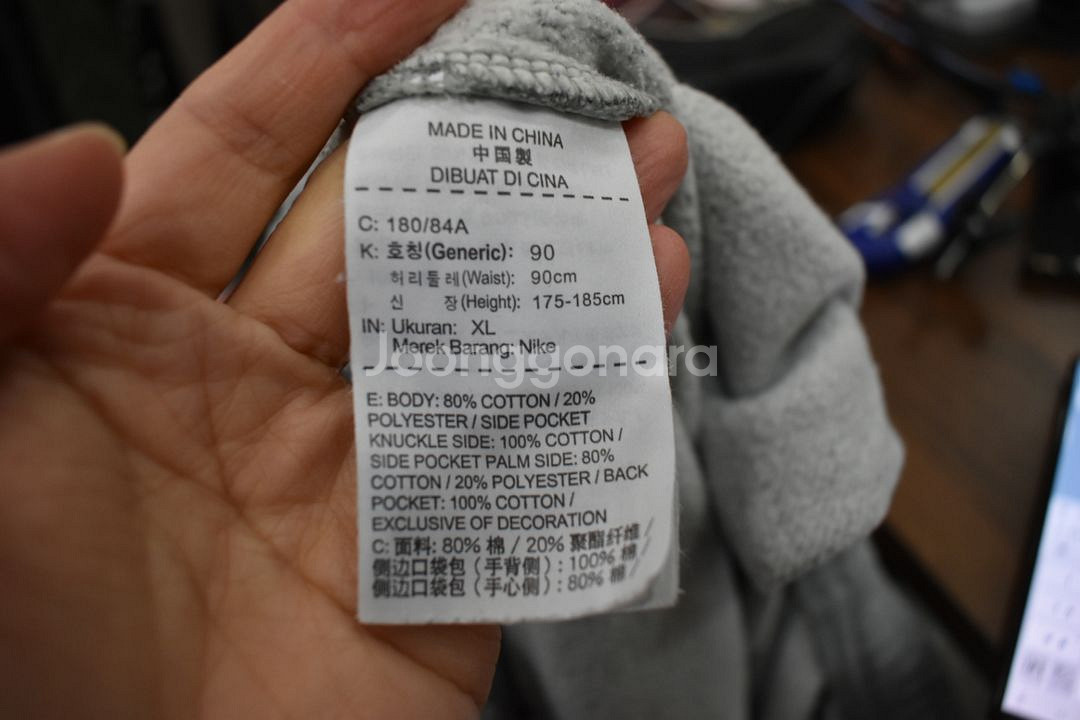 MADE IN CHINA
中国製
DIBUAT DI CINA
C: 180/84A
K: 호칭(Generic): 90
허리둘레(Waist): 90cm
신 장(Height): 175-185cm
IN: Ukuran: XL
Merek Barang: Nike
Joonggonara
E: BODY: 80% COTTON / 20%
POLYESTER / SIDE POCKET
KNUCKLE SIDE: 100% COTTON /
SIDE POCKET PALM SIDE: 80%
COTTON / 20% POLYESTER / BACK
POCKET: 100% COTTON /
EXCLUSIVE OF DECORATION
C: 面料: 80% 棉 / 20% 聚酯纤维 /
侧边口袋包 (手背侧) : 100% 棉 /
侧边口袋包 (手心侧) : 80% 棉 /